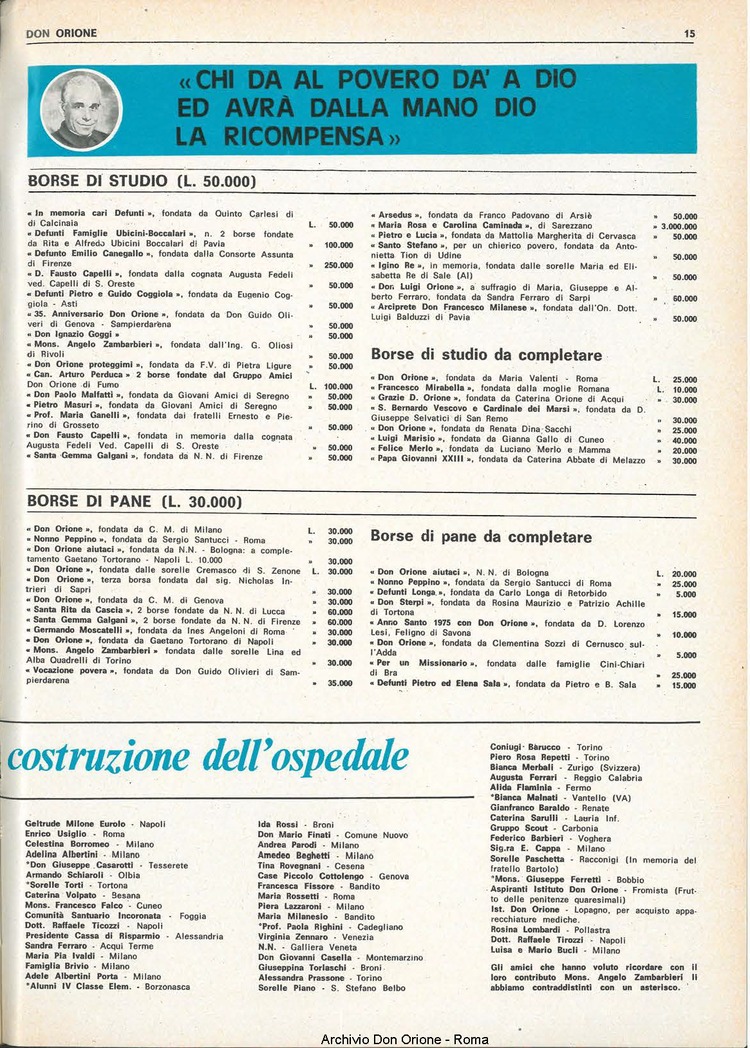 DON ORIONE
15
«CHI DA AL POVERO DA' A DIO
ED AVRÀ DALLA MANO DIO
LA RICOMPENSA»
BORSE DI STUDIO (L. 50.000)
« In memoria cari Defunti », fondata da Quinto Carlesi di
di Calcinaia L. 50.000
« Defunti Famiglie Ubicini-Boccalari », n. 2 borse fondate
da Rita e Alfredo Ubicini Boccalari di Pavia » 100.000
« Defunto Emilio Canegallo », fondata dalla Consorte Assunta
di Firenze » 250.000
« D. Fausto Capelli », fondata dalla cognata Augusta Fedeli
ved. Capelli di S. Oreste » 50.000
« Defunti Pietro e Guido Coggiola », fondata da Eugenio Cog-
giola - Asti » 50.000
« 35. Anniversario Don Orione », fondata da Don Guido Oli-
veri di Genova - Sampierdarena » 50.000
« Don Ignazio Goggi » » 50.000
« Mons. Angelo Zambarbieri », fondata dall'Ing. G. Oliosi
di Rivoli » 50.000
« Don Orione proteggimi », fondata da F.V. di Pietra Ligure » 50.000
« Can. Arturo Perduca » 2 borse fondate dal Gruppo Amici
Don Orione di Fumo L. 100.000
« Don Paolo Malfatti », fondata da Giovani Amici di Seregno » 50.000
« Pietro Masuri », fondata da Giovani Amici di Seregno » 50.000
« Prof. Maria Ganelli », fondata dai fratelli Ernesto e Pie-
rino di Grosseto » 50.000
« Don Fausto Capelli », fondata in memoria dalla cognata
Augusta Fedeli Ved. Capelli di S. Oreste » 50.000
« Santa Gemma Galgani », fondata da N. N. di Firenze » 50.000
« Arsedus », fondata da Franco Padovano di Arsiè » 50.000
« Maria Rosa e Carolina Caminada », di Sarezzano » 3.000.000
« Pietro e Lucia », fondata da Mattolia Margherita di Cervasca » 50.000
« Santo Stefano », per un chierico povero, fondata da Anto-
nietta Tion di Udine » 50.000
« Igino Re », in memoria, fondata dalle sorelle Maria ed Eli-
sabetta Re di Sale (Al) » 50.000
« Don Luigi Orione », a suffragio di Maria, Giuseppe e Al-
berto Ferraro, fondata da Sandra Ferraro di Sarpi » 60.000
« Arciprete Don Francesco Milanese », fondata dall'On. Dott.
Luigi Balduzzi di Pavia » 50.000
Borse di studio da completare
« Don Orione », fondata da Maria Valenti - Roma L. 25.000
« Francesco Mirabella », fondata dalla moglie Romana L. 10.000
« Grazie D. Orione », fondata da Caterina Orione di Acqui » 30.000
« S. Bernardo Vescovo e Cardinale dei Marsi », fondata da D.
Giuseppe Selvatici di San Remo » 30.000
« Don Orione », fondata da Renata Dina Sacchi » 25.000
« Luigi Marisio », fondata da Gianna Gallo di Cuneo » 40.000
« Felice Merlo », fondata da Luciano Merlo e Mamma » 20.000
« Papa Giovanni XXIII », fondata da Caterina Abbate di Melazzo » 30.000
BORSE DI PANE (L. 30.000)
« Don Orione », fondata da C. M. di Milano L. 30.000
« Nonno Peppino », fondata da Sergio Santucci - Roma » 30.000
« Don Orione aiutaci », fondata da N.N. - Bologna: a comple-
tamento Gaetano Tortorano - Napoli L. 10.000 » 30.000
« Don Orione », fondata dalle sorelle Cremasco di S. Zenone L. 30.000
« Don Orione », terza borsa fondata dal sig. Nicholas In-
trieri di Sapri » 30.000
« Don Orione », fondata da C. M. di Genova » 30.000
« Santa Rita da Cascia », 2 borse fondate da N. N. di Lucca » 60.000
« Santa Gemma Galgani », 2 borse fondate da N. N. di Firenze » 60.000
« Germando Moscatelli », fondata da Ines Angeloni di Roma » 30.000
« Don Orione », fondata da Gaetano Tortorano di Napoli » 30.000
« Mons. Angelo Zambarbieri » fondata dalle sorelle Lina ed
Alba Quadrelli di Torino » 30.000
« Vocazione povera », fondata da Don Guido Olivieri di Sam-
pierdarena » 35.000
Borse di pane da completare
« Don Orione aiutaci », N. N. di Bologna L. 20.000
« Nonno Peppino », fondata da Sergio Santucci di Roma » 25.000
« Defunti Longa, fondata da Carlo Longa di Retorbido » 5.000
« Don Sterpi », fondata da Rosina Maurizio e Patrizio Achille
di Tortona » 15.000
« Anno Santo 1975 con Don Orione », fondata da D. Lorenzo
Lesi, Feligno di Savona » 10.000
« Don Orione », fondata da Clementina Sozzi di Cernusco sul-
l'Adda » 5.000
« Per un Missionario », fondata dalle famiglie Cini-Chiari
di Bra » 25.000
« Defunti Pietro ed Elena Sala », fondata da Pietro e B. Sala » 15.000
costruzione dell'ospedale
Geltrude Milone Eurolo - Napoli
Enrico Usiglio - Roma
Celestina Borromeo - Milano
Adelina Albertini - Milano
*Don Giuseppe Casarotti - Tesserete
Armando Schiaroli - Olbia
*Sorelle Torti - Tortona
Caterina Volpato - Besana
Mons. Francesco Falco - Cuneo
Comunità Santuario Incoronata - Foggia
Dott. Raffaele Ticozzi - Napoli
Presidente Cassa di Risparmio - Alessandria
Sandra Ferraro - Acqui Terme
Maria Pia Ivaldi - Milano
Famiglia Brivio - Milano
Adele Albertini Porta - Milano
*Alunni IV Classe Elem. - Borzonasca
Ida Rossi - Broni
Don Mario Finati - Comune Nuovo
Andrea Parodi - Milano
Amedeo Beghetti - Milano
Tina Rovegnani - Cesena
Case Piccolo Cottolengo - Genova
Francesca Fissore - Bandito
Maria Rossetti - Roma
Piera Lazzaroni - Milano
Maria Milanesio - Bandito
*Prof. Paola Righini - Cadegliano
Virginia Zennaro - Venezia
N.N. - Galliera Veneta
Don Giovanni Casella - Montemarzino
Giuseppina Torlaschi - Broni
Alessandra Prassone - Torino
Sorelle Piano - S. Stefano Belbo
Coniugi Barucco - Torino
Piero Rosa Repetti - Torino
Bianca Merbali - Zurigo (Svizzera)
Augusta Ferrari - Reggio Calabria
Alida Flaminia - Fermo
*Bianca Malnati - Vantello (VA)
Gianfranco Baraldo - Renate
Caterina Sarulli - Lauria Inf.
Gruppo Scout - Carbonia
Federico Barbieri - Voghera
Sig.ra E. Cappa - Milano
Sorelle Paschetta - Racconigi (In memoria del
fratello Bartolo)
*Mons. Giuseppe Ferretti - Bobbio
Aspiranti Istituto Don Orione - Fromista (Frut-
to delle penitenze quaresimali)
Ist. Don Orione - Lopagno, per acquisto appa-
recchiature mediche.
Rosina Lombardi - Pollastra
Dott. Raffaele Tirozzi - Napoli
Luisa e Mario Bucli - Milano
Gli amici che hanno voluto ricordare con il
loro contributo Mons. Angelo Zambarbieri li
abbiamo contraddistinti con un asterisco.
Archivio Don Orione - Roma